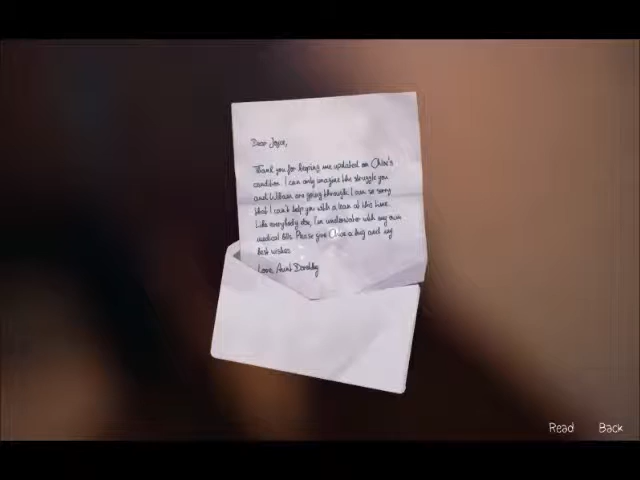 Dear Joyce,
Thank you for keeping me updated on Chloe's
condition. I can only imagine the struggle you
and William are going through. I am so sorry
that I can't help you with a loan at this time.
Like everybody else, I'm underwater with my own
medical bills. Please give Chloe a hug and my
best wishes.
Love, Aunt Dorothy
Read Back